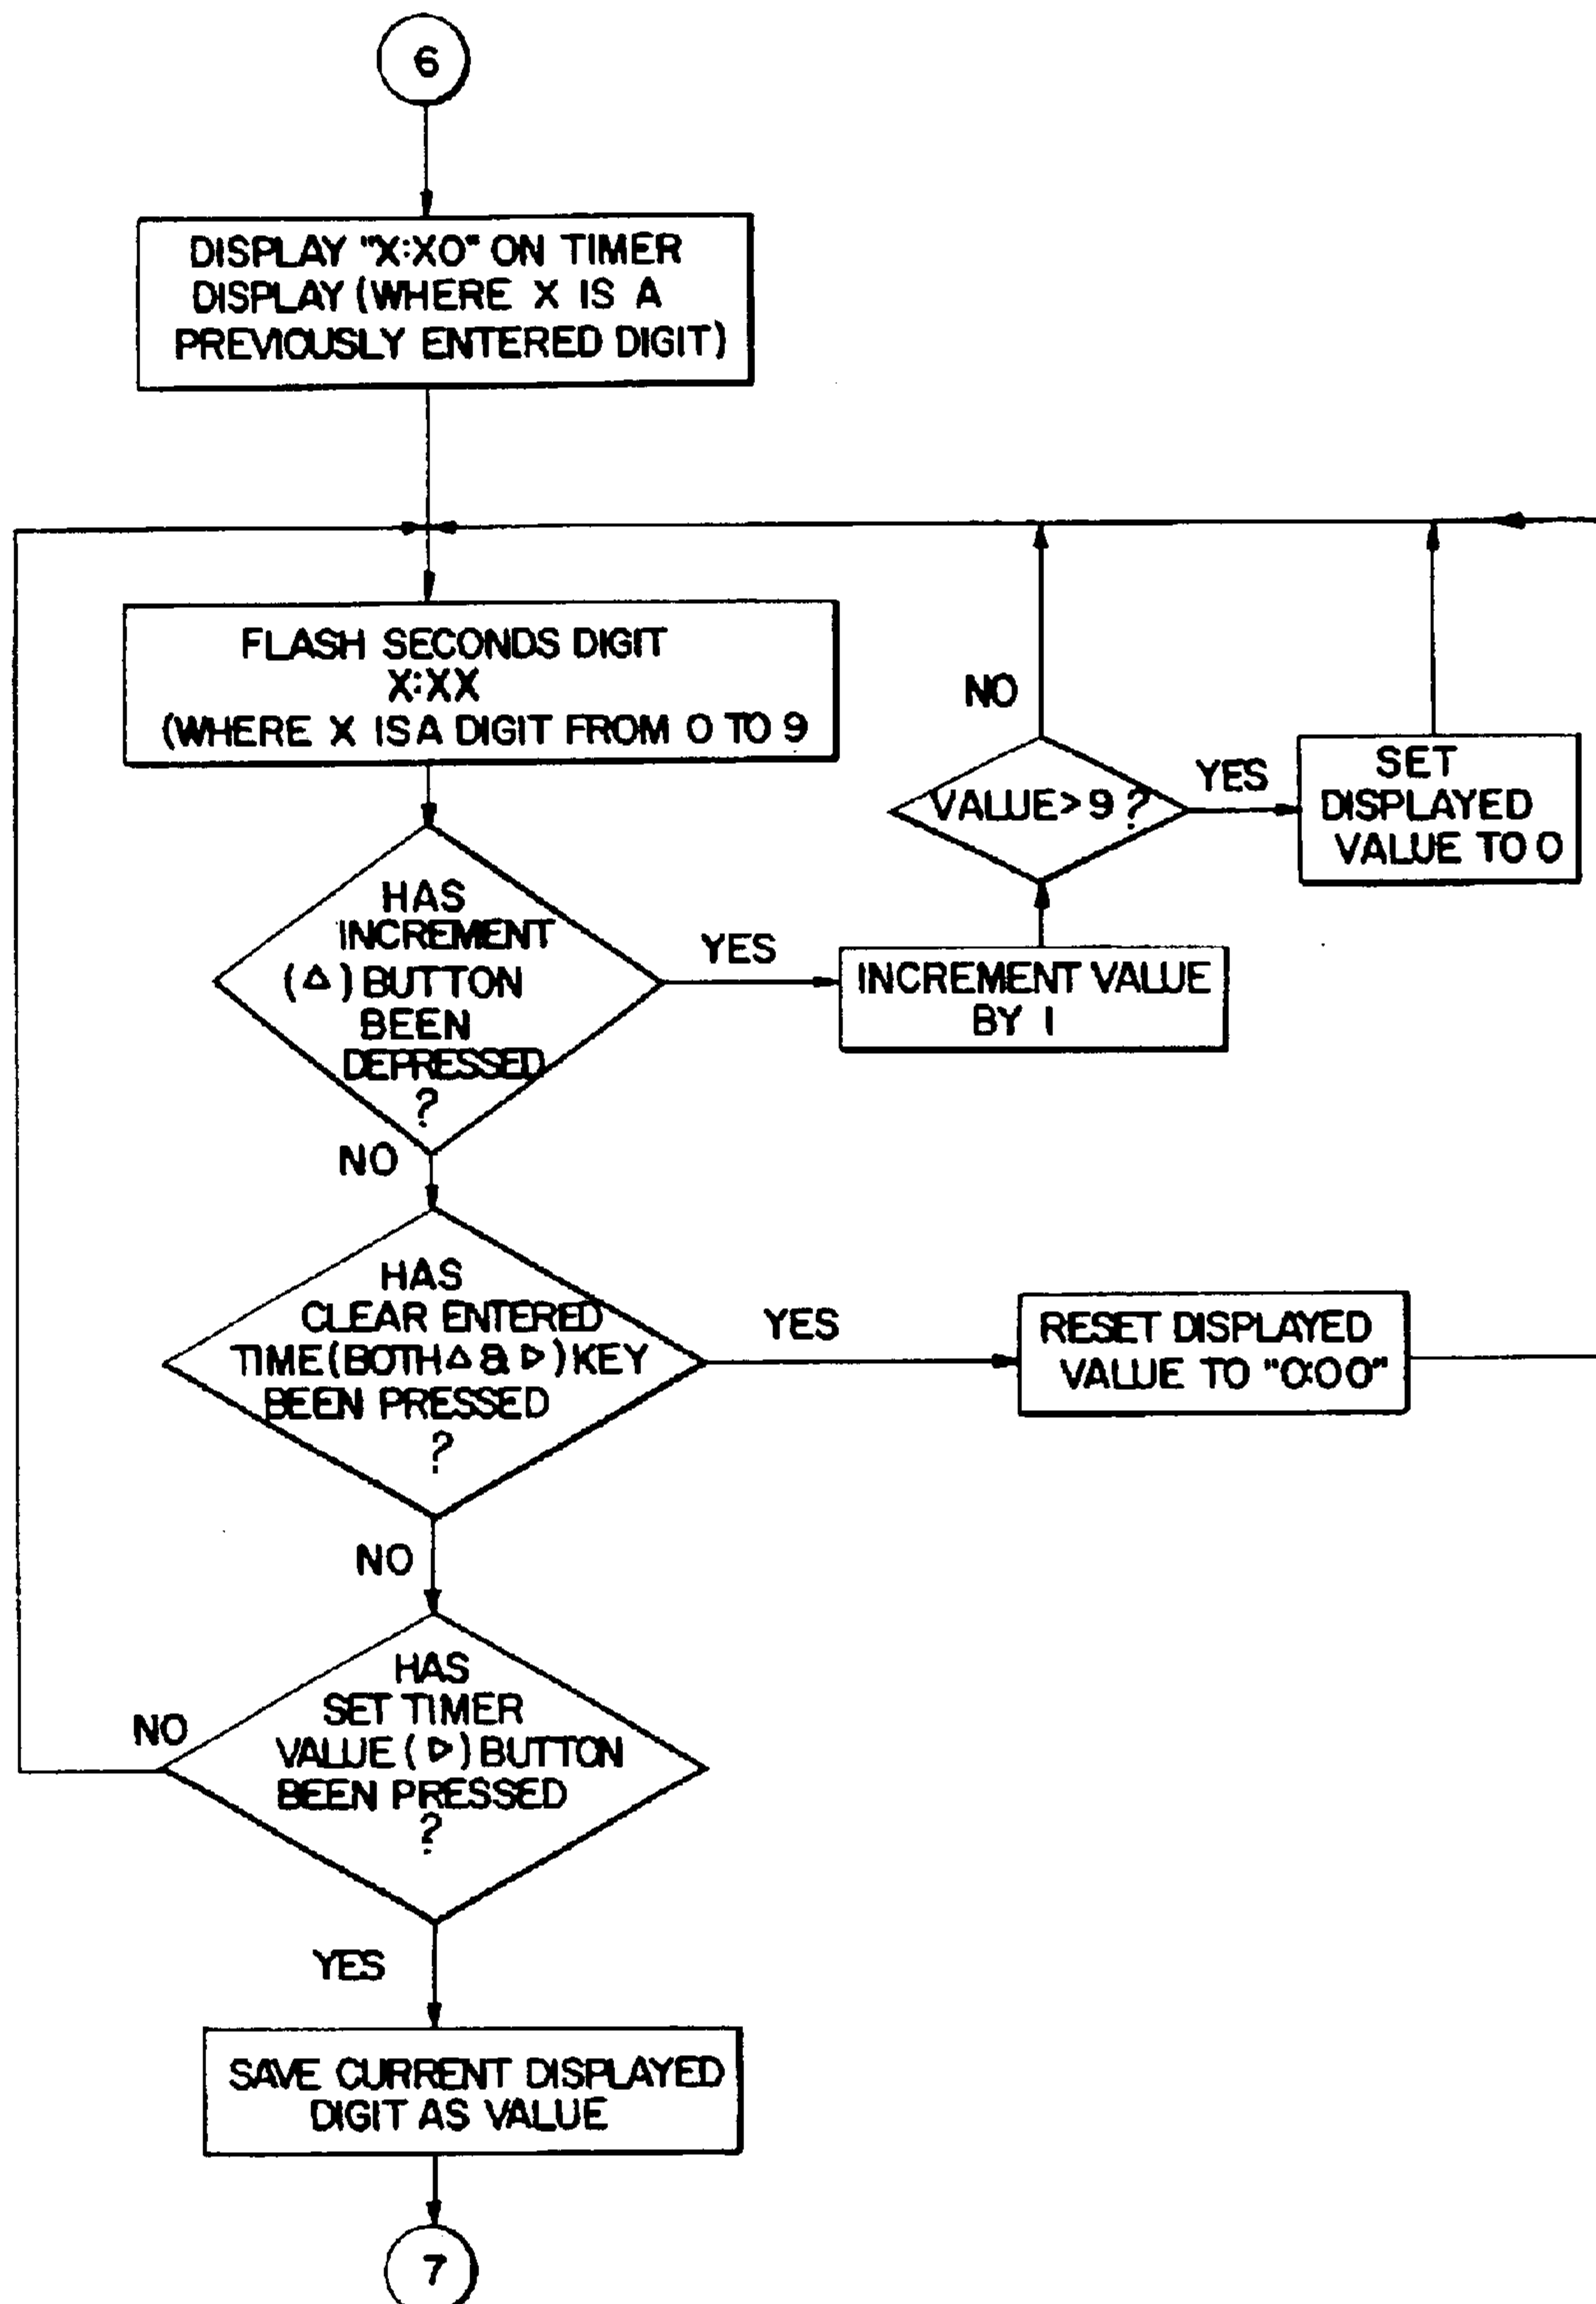 6
DISPLAY "X:X0" ON TIMER
DISPLAY (WHERE X IS A
PREVIOUSLY ENTERED DIGIT)
FLASH SECONDS DIGIT
X:XX
(WHERE X IS A DIGIT FROM 0 TO 9
NO
VALUE > 9 ?
YES
SET
DISPLAYED
VALUE TO 0
HAS
INCREMENT
(△) BUTTON
BEEN
DEPRESSED
?
YES
INCREMENT VALUE
BY 1
NO
HAS
CLEAR ENTERED
TIME (BOTH △ & ▷) KEY
BEEN PRESSED
?
YES
RESET DISPLAYED
VALUE TO "0:00"
NO
HAS
SET TIMER
VALUE (▷) BUTTON
BEEN PRESSED
?
NO
YES
SAVE CURRENT DISPLAYED
DIGIT AS VALUE
7